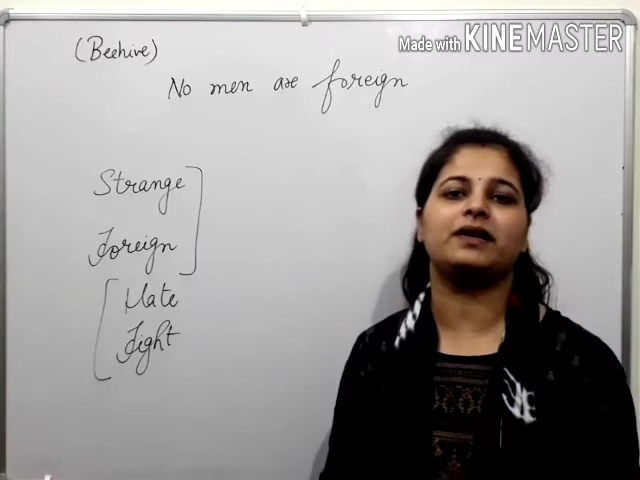 Made with KINEMASTER
(Beehive)
No men are foreign
Strange
Foreign
Hate
Fight